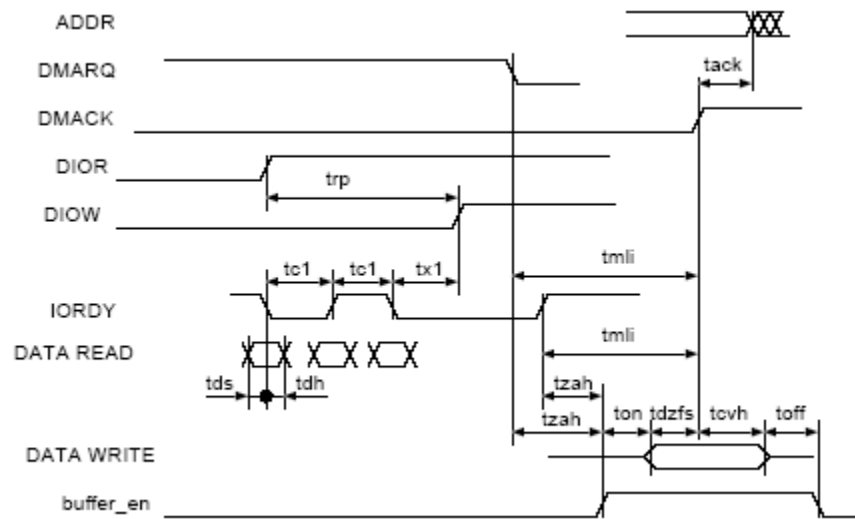 ADDR
DMARQ
tack
DMACK
DIOR
trp
DIOW
tc1 tc1 tx1
tmli
IORDY
DATA READ
tmli
tds tdh
tzah
tzah ton tdzfs tcvh toff
DATA WRITE
buffer_en